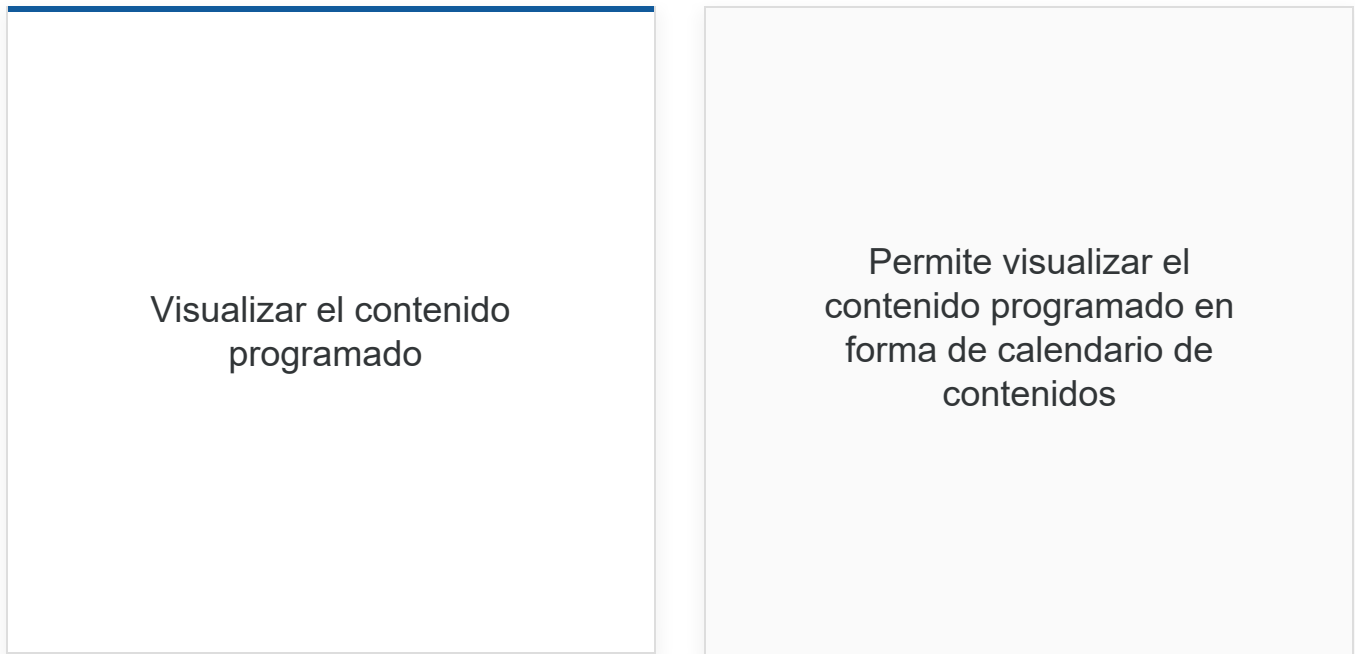 Visualizar el contenido
programado
Permite visualizar el
contenido programado en
forma de calendario de
contenidos